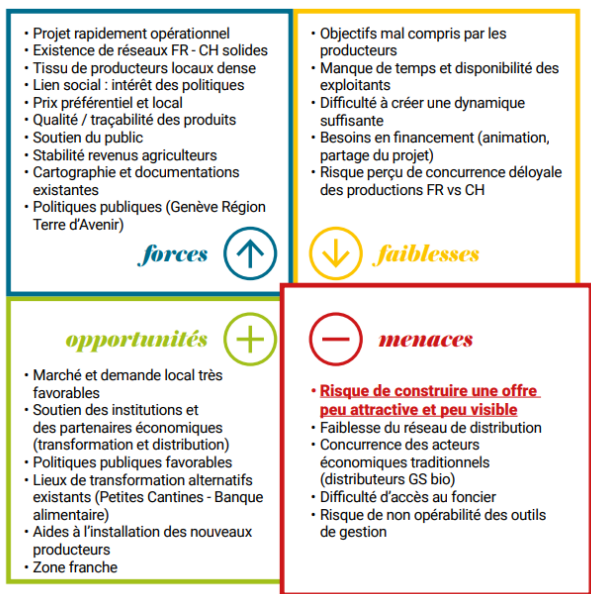 • Projet rapidement opérationnel
• Existence de réseaux FR - CH solides
• Tissu de producteurs locaux dense
• Lien social : intérêt des politiques
• Prix préférentiel et local
• Qualité / traçabilité des produits
• Soutien du public
• Stabilité revenus agriculteurs
• Cartographie et documentations
existantes
• Politiques publiques (Genève Région
Terre d'Avenir)
forces
• Objectifs mal compris par les
producteurs
• Manque de temps et disponibilité des
exploitants
• Difficulté à créer une dynamique
suffisante
• Besoins en financement (animation,
partage du projet)
• Risque perçu de concurrence déloyale
des productions FR vs CH
faiblesses
opportunités
• Marché et demande local très
favorables
• Soutien des institutions et
des partenaires économiques
(transformation et distribution)
• Politiques publiques favorables
• Lieux de transformation alternatifs
existants (Petites Cantines - Banque
alimentaire)
• Aides à l'installation des nouveaux
producteurs
• Zone franche
menaces
• Risque de construire une offre
peu attractive et peu visible
• Faiblesse du réseau de distribution
• Concurrence des acteurs
économiques traditionnels
(distributeurs GS bio)
• Difficulté d'accès au foncier
• Risque de non opérabilité des outils
de gestion